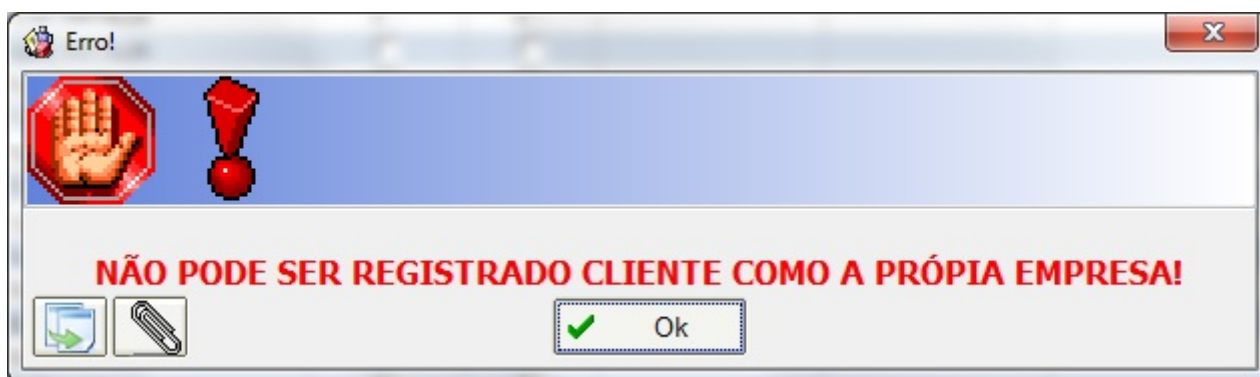 Erro!
NÃO PODE SER REGISTRADO CLIENTE COMO A PRÓPIA EMPRESA!
Ok